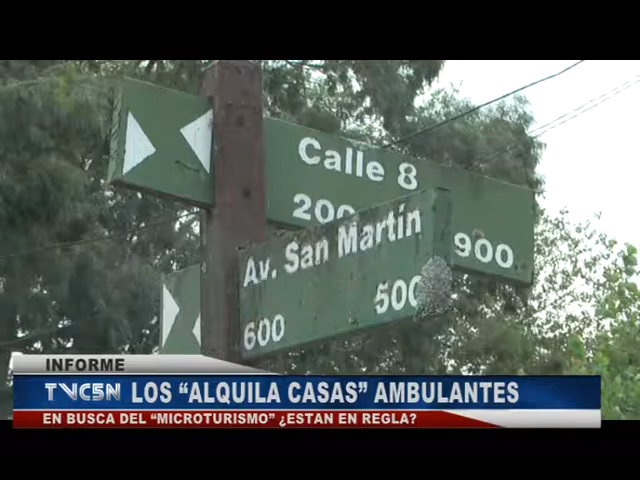 Calle 8
200
900
Av. San Martín
500
600
INFORME
TVC5N LOS "ALQUILA CASAS" AMBULANTES
EN BUSCA DEL "MICROTURISMO" ¿ESTAN EN REGLA?